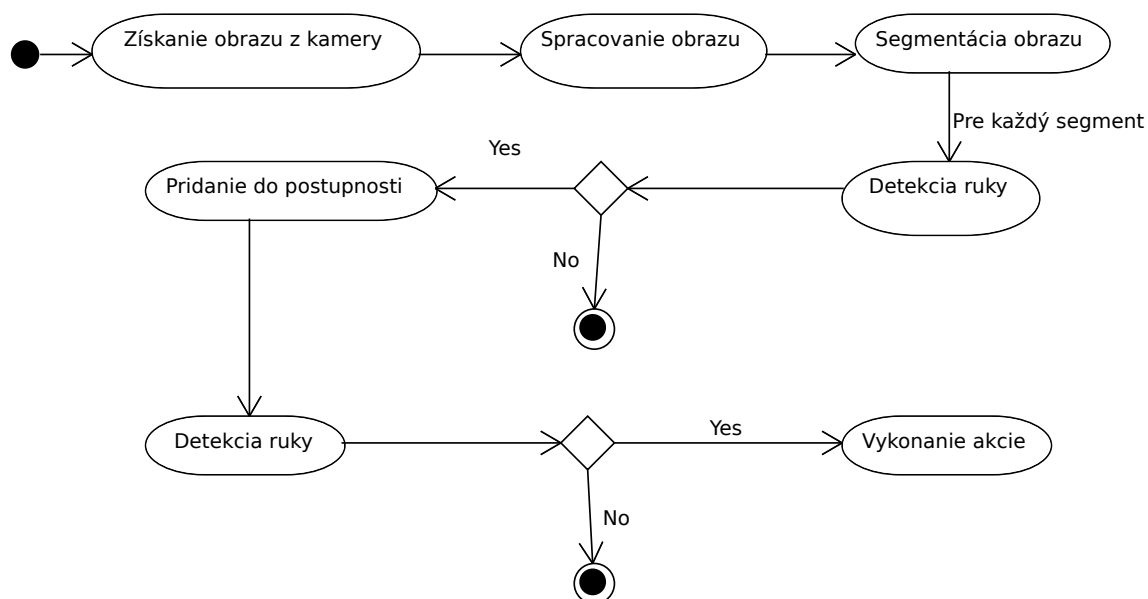 Získanie obrazu z kamery
Spracovanie obrazu
Segmentácia obrazu
Pre každý segment
Detekcia ruky
Yes
Pridanie do postupnosti
No
Detekcia ruky
Yes
Vykonanie akcie
No